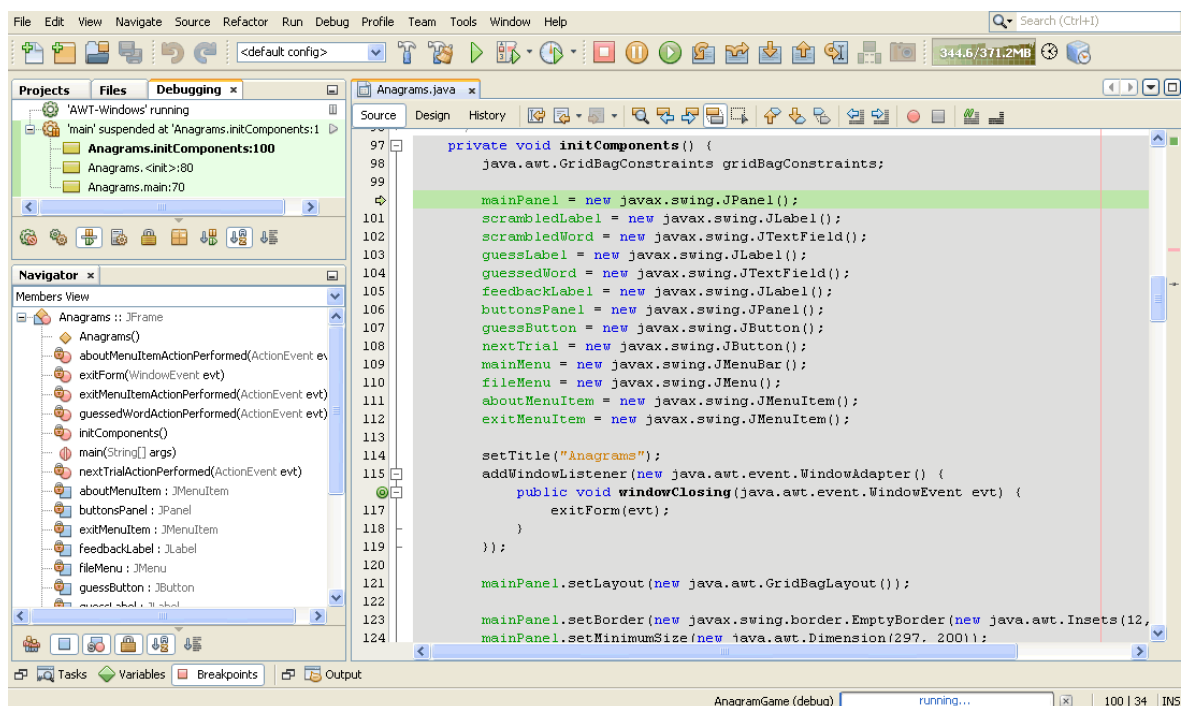 File Edit View Navigate Source Refactor Run Debug Profile Team Tools Window Help
Search (Ctrl+I)
<default config>
344.6/371.2MB
Projects Files Debugging
'AWT-Windows' running
'main' suspended at 'Anagrams.initComponents:1
Anagrams.initComponents:100
Anagrams.<init>:80
Anagrams.main:70
Navigator
Members View
Anagrams :: JFrame
Anagrams()
aboutMenuItemActionPerformed(ActionEvent ev
exitForm(WindowEvent evt)
exitMenuItemActionPerformed(ActionEvent evt)
guessedWordActionPerformed(ActionEvent evt)
initComponents()
main(String[] args)
nextTrialActionPerformed(ActionEvent evt)
aboutMenuItem : JMenuItem
buttonsPanel : JPanel
exitMenuItem : JMenuItem
feedbackLabel : JLabel
fileMenu : JMenu
guessButton : JButton
guessLabel : JLabel
Anagrams.java
Source Design History
97 private void initComponents() {
98 java.awt.GridBagConstraints gridBagConstraints;
99
mainPanel = new javax.swing.JPanel();
101 scrambledLabel = new javax.swing.JLabel();
102 scrambledWord = new javax.swing.JTextField();
103 guessLabel = new javax.swing.JLabel();
104 guessedWord = new javax.swing.JTextField();
105 feedbackLabel = new javax.swing.JLabel();
106 buttonsPanel = new javax.swing.JPanel();
107 guessButton = new javax.swing.JButton();
108 nextTrial = new javax.swing.JButton();
109 mainMenu = new javax.swing.JMenuBar();
110 fileMenu = new javax.swing.JMenu();
111 aboutMenuItem = new javax.swing.JMenuItem();
112 exitMenuItem = new javax.swing.JMenuItem();
113
114 setTitle("Anagrams");
115 addWindowListener(new java.awt.event.WindowAdapter() {
public void windowClosing(java.awt.event.WindowEvent evt) {
117 exitForm(evt);
118 }
119 });
120
121 mainPanel.setLayout(new java.awt.GridBagLayout());
122
123 mainPanel.setBorder(new javax.swing.border.EmptyBorder(new java.awt.Insets(12,
124 mainPanel.setMinimumSize(new java.awt.Dimension(297, 200));
Tasks Variables Breakpoints Output
AnagramGame (debug) running... 100 | 34 INS